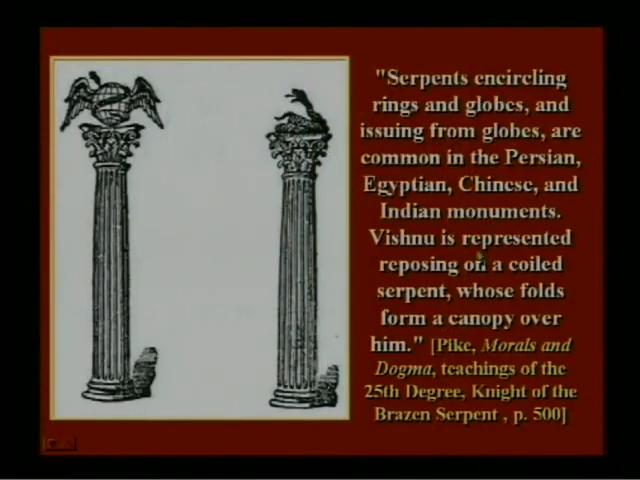 "Serpents encircling
rings and globes, and
issuing from globes, are
common in the Persian,
Egyptian, Chinese, and
Indian monuments.
Vishnu is represented
reposing on a coiled
serpent, whose folds
form a canopy over
him." [Pike, Morals and
Dogma, teachings of the
25th Degree, Knight of the
Brazen Serpent , p. 500]